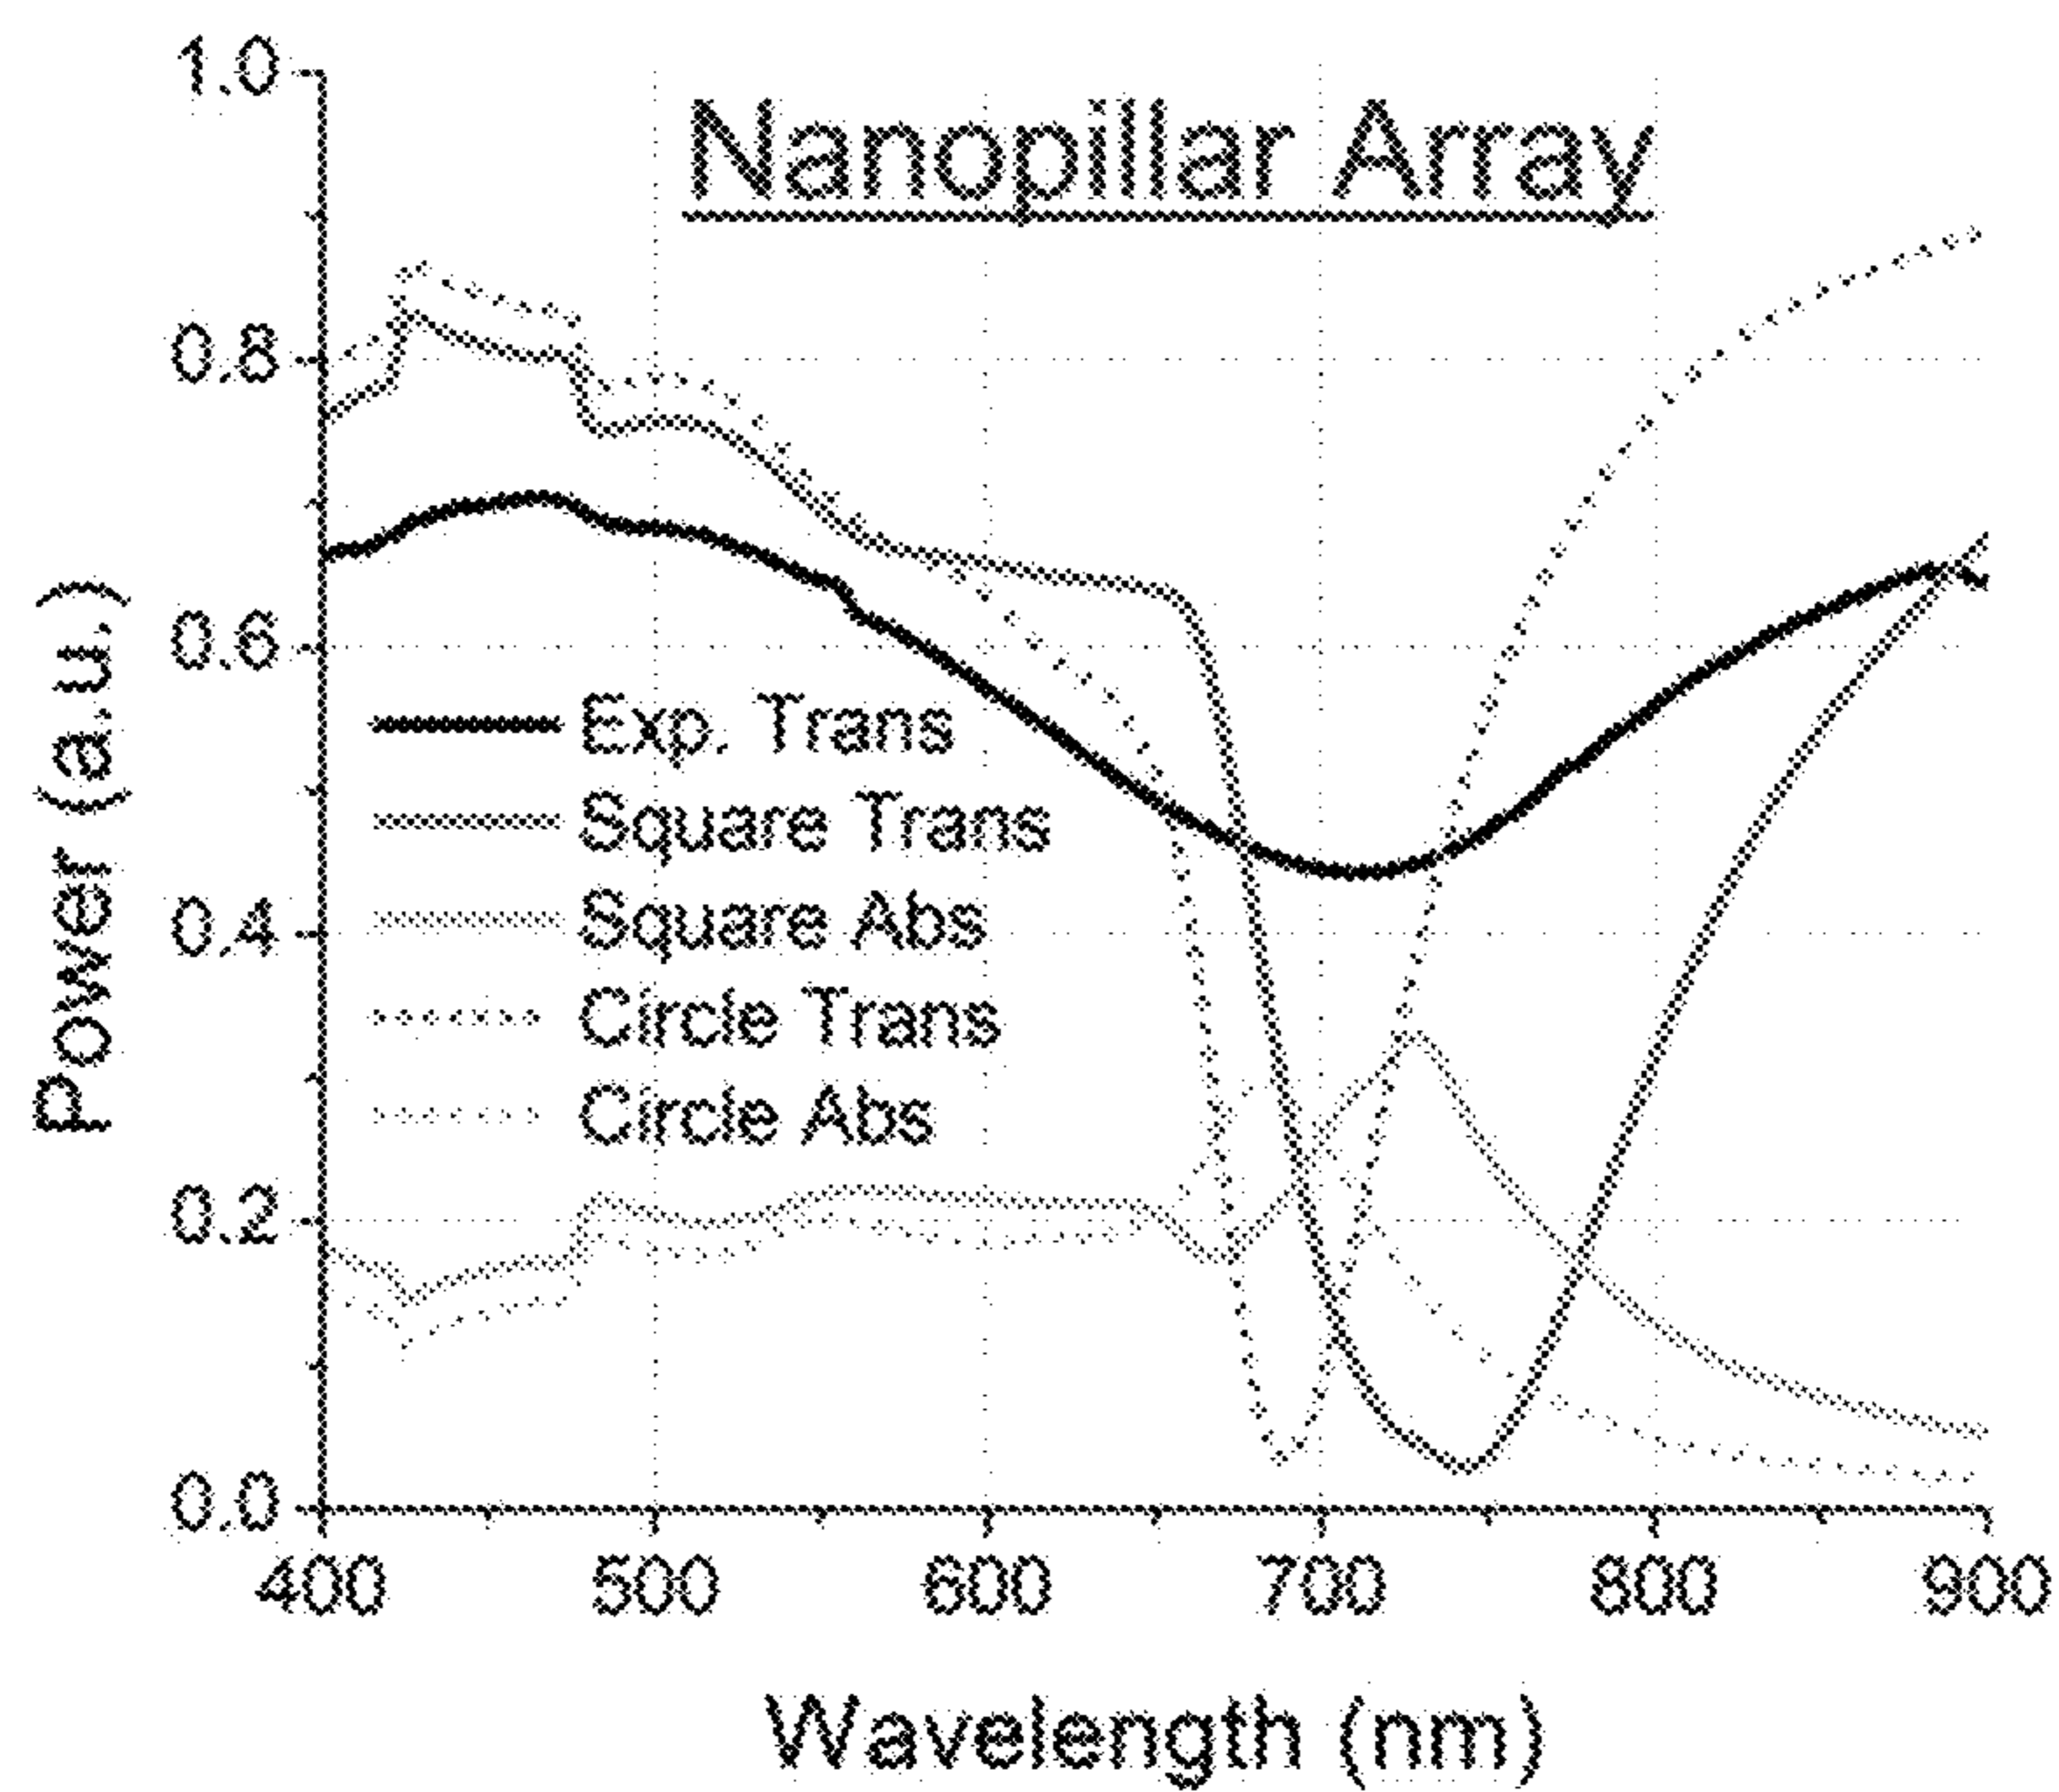 Nanopillar Array
1.0
0.8
0.6
0.4
0.2
0.0
Power (a.u.)
Exp. Trans
Square Trans
Square Abs
Circle Trans
Circle Abs
400 500 600 700 800 900
Wavelength (nm)